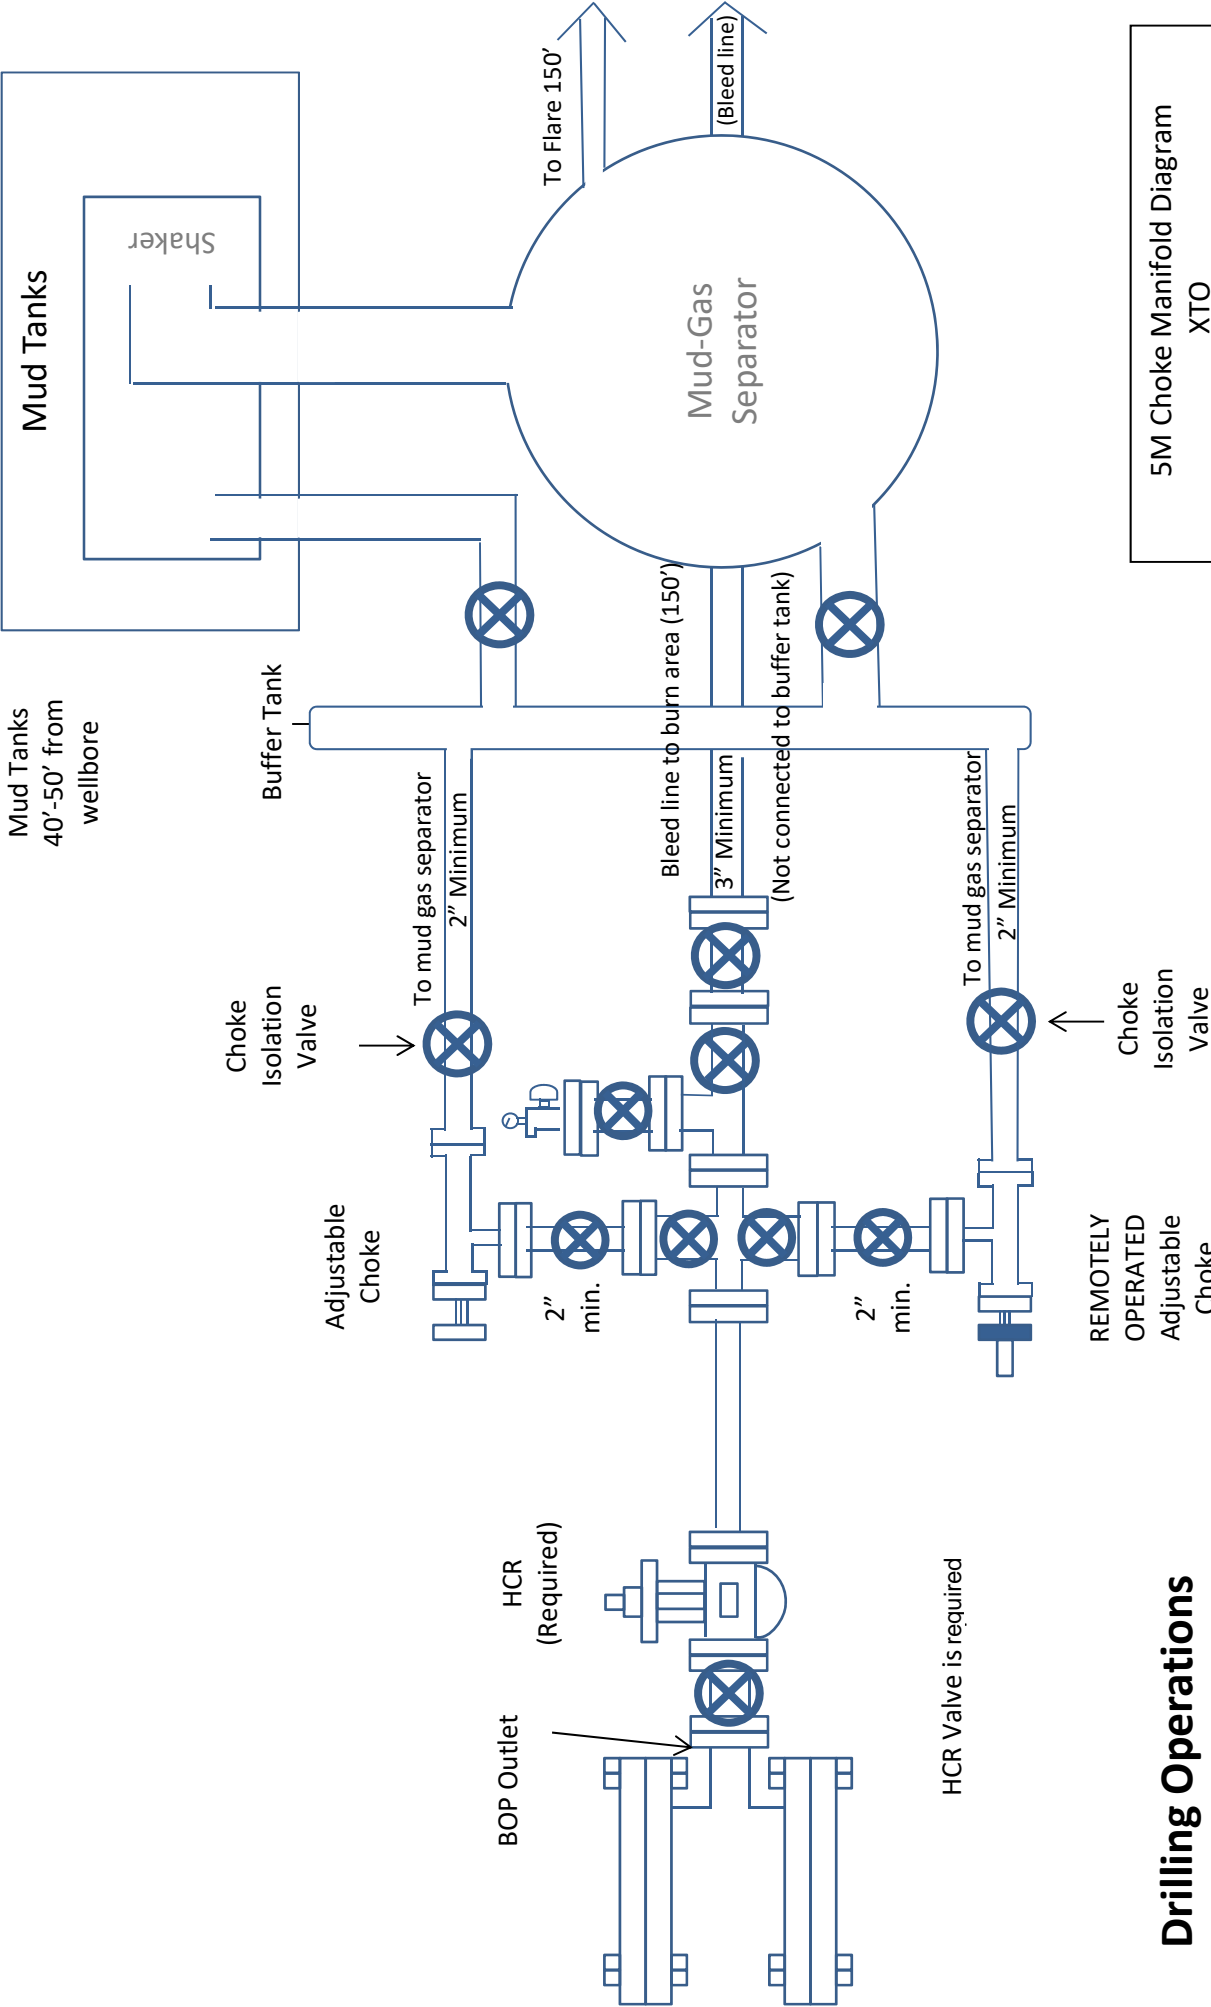 Mud Tanks
40’-50’ from
wellbore
Mud Tanks
Shaker
Buffer Tank
Choke
Isolation
Valve
To mud gas separator
2” Minimum
Adjustable
Choke
To Flare 150’
(Bleed line)
Mud-Gas
Separator
Bleed line to burn area (150’)
3” Minimum
(Not connected to buffer tank)
2”
min.
2”
min.
HCR
(Required)
BOP Outlet
HCR Valve is required
To mud gas separator
2” Minimum
Choke
Isolation
Valve
REMOTELY
OPERATED
Adjustable
Choke
Drilling Operations
5M Choke Manifold Diagram
XTO